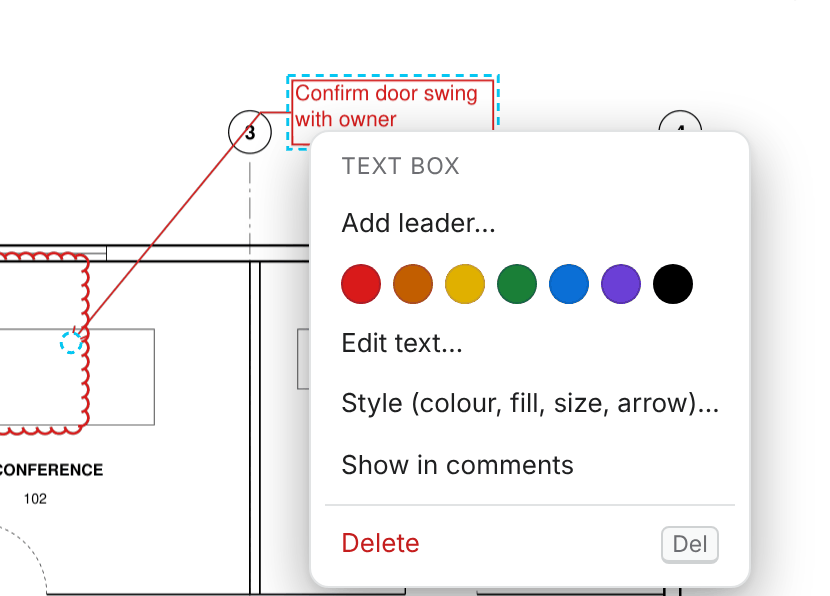 Confirm door swing
with owner
3
TEXT BOX
Add leader...
Edit text...
Style (colour, fill, size, arrow)...
Show in comments
CONFERENCE
102
Delete
Del